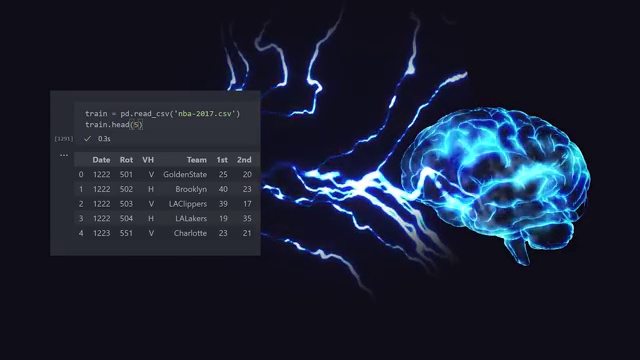 train = pd.read_csv('nba-2017.csv')
train.head(5)
[5291] 0.3s
Date Rot VH Team 1st 2nd
0 1222 501 V GoldenState 25 20
1 1222 502 H Brooklyn 40 23
2 1222 503 V LAClippers 39 17
3 1222 504 H LALakers 19 35
4 1223 551 V Charlotte 23 21